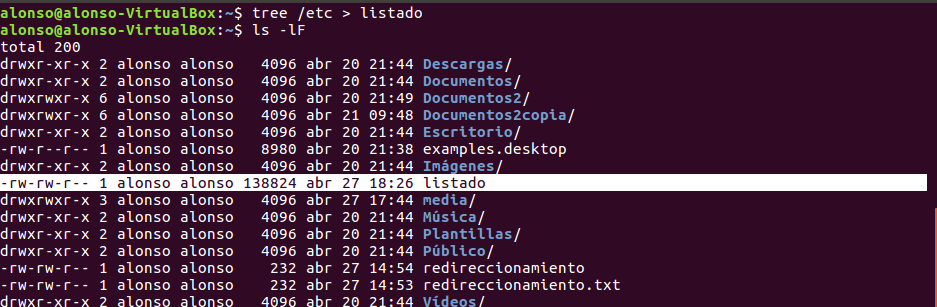 alonso@alonso-VirtualBox:~$ tree /etc > listado
alonso@alonso-VirtualBox:~$ ls -lF
total 200
drwxr-xr-x 2 alonso alonso   4096 abr 20 21:44 Descargas/
drwxr-xr-x 2 alonso alonso   4096 abr 20 21:44 Documentos/
drwxrwxr-x 6 alonso alonso   4096 abr 20 21:49 Documentos2/
drwxrwxr-x 6 alonso alonso   4096 abr 21 09:48 Documentos2copia/
drwxr-xr-x 2 alonso alonso   4096 abr 20 21:44 Escritorio/
-rw-r--r-- 1 alonso alonso   8980 abr 20 21:38 examples.desktop
drwxr-xr-x 2 alonso alonso   4096 abr 20 21:44 Imágenes/
-rw-rw-r-- 1 alonso alonso 138824 abr 27 18:26 listado
drwxrwxr-x 3 alonso alonso   4096 abr 27 17:44 media/
drwxr-xr-x 2 alonso alonso   4096 abr 20 21:44 Música/
drwxr-xr-x 2 alonso alonso   4096 abr 20 21:44 Plantillas/
drwxr-xr-x 2 alonso alonso   4096 abr 20 21:44 Público/
-rw-rw-r-- 1 alonso alonso    232 abr 27 14:54 redireccionamiento
-rw-rw-r-- 1 alonso alonso    232 abr 27 14:53 redireccionamiento.txt
drwxr-xr-x 2 alonso alonso   4096 abr 20 21:44 Vídeos/